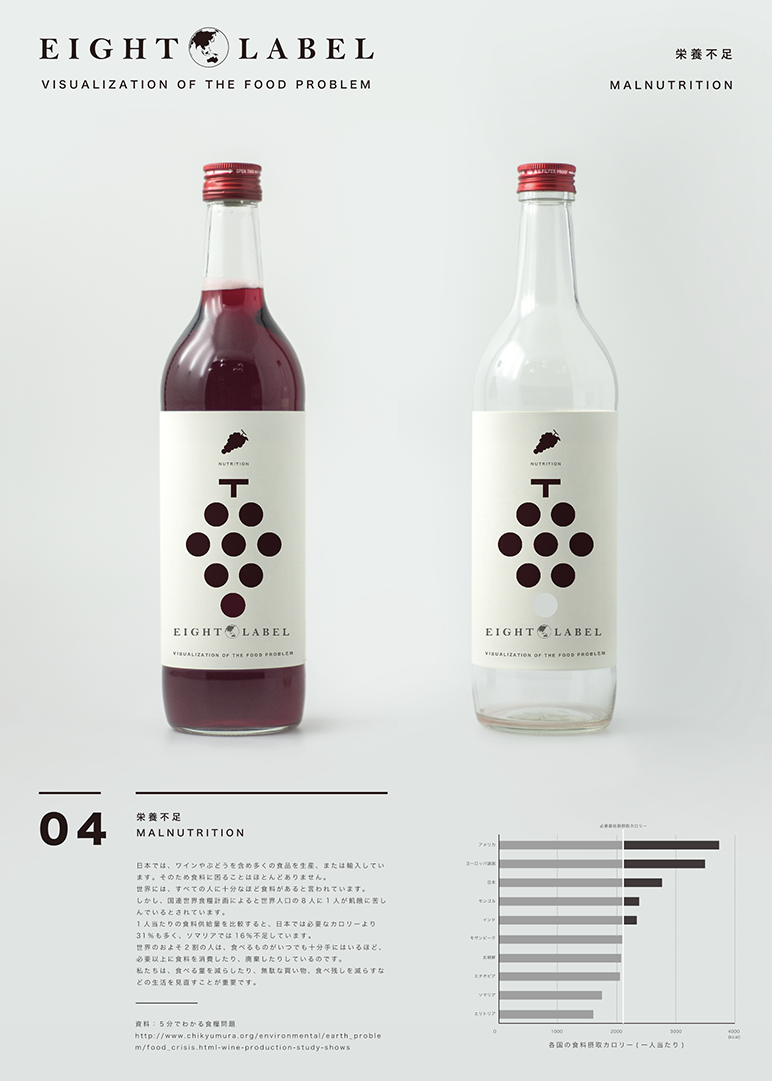 EIGHT LABEL
VISUALIZATION OF THE FOOD PROBLEM
栄養不足
MALNUTRITION
NUTRITION
EIGHT LABEL
VISUALIZATION OF THE FOOD PROBLEM
NUTRITION
EIGHT LABEL
VISUALIZATION OF THE FOOD PROBLEM
04
栄養不足
MALNUTRITION
日本では、ワインやぶどうを含め多くの食品を生産、または輸入してい
ます。そのため食料に困ることはほとんどありません。
世界には、すべての人に十分なほど食料があると言われています。
しかし、国連世界食糧計画によると世界人口の8人に1人が飢餓に苦し
んでいるとされています。
1人当たりの食料供給量を比較すると、日本では必要なカロリーより
31%も多く、ソマリアでは16%不足しています。
世界のおよそ2割の人は、食べるものがいつでも十分手にはいるほど、
必要以上に食料を消費したり、廃棄したりしているのです。
私たちは、食べる量を減らしたり、無駄な買い物、食べ残しを減らすな
どの生活を見直すことが重要です。
資料：5分でわかる食糧問題
http://www.chikyumura.org/environmental/earth_proble
m/food_crisis.html-wine-production-study-shows
必要最低限摂取カロリー
アメリカ
ヨーロッパ諸国
日本
モンゴル
インド
モザンビーク
北朝鮮
エチオピア
ソマリア
エリトリア
0 1000 2000 3000 4000
(kcal)
各国の食料摂取カロリー(一人当たり)